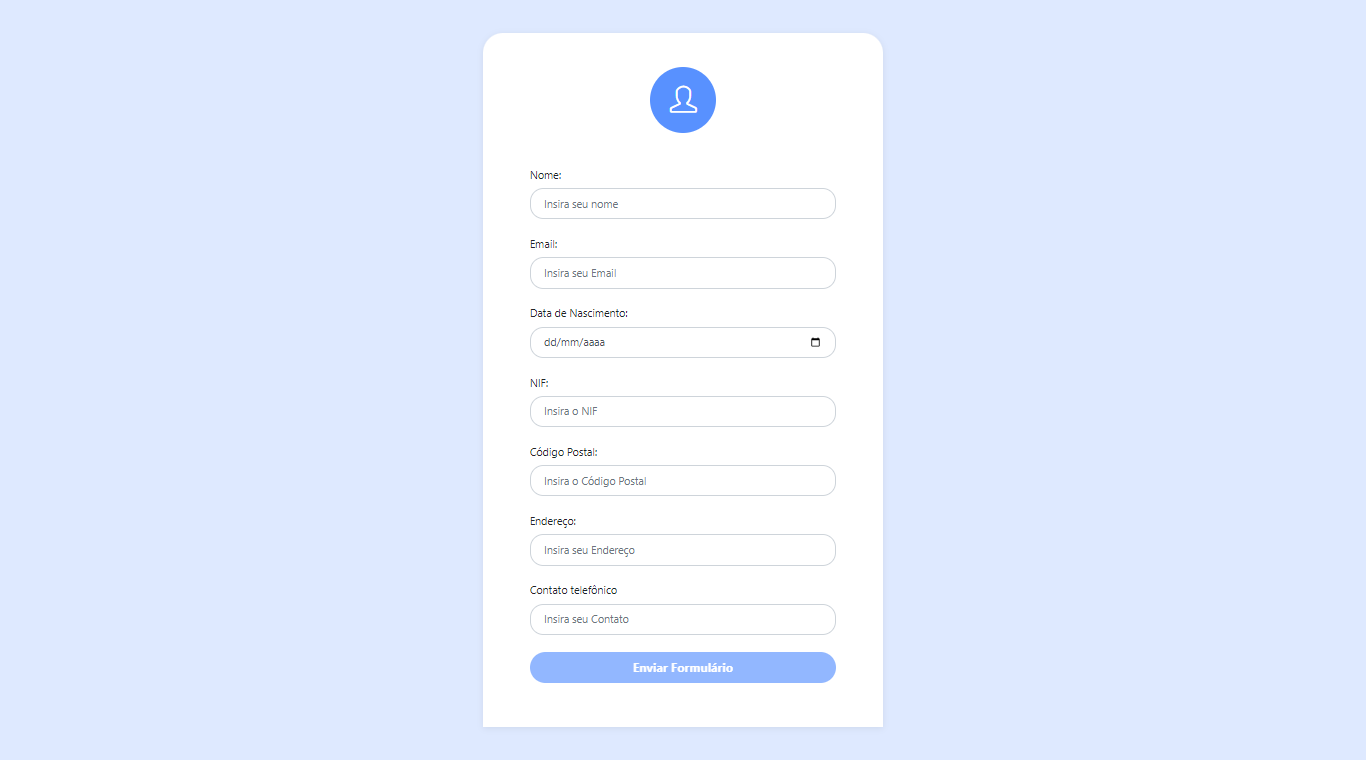 Nome:
Insira seu nome
Email:
Insira seu Email
Data de Nascimento:
dd/mm/aaaa
NIF:
Insira o NIF
Código Postal:
Insira o Código Postal
Endereço:
Insira seu Endereço
Contato telefônico
Insira seu Contato
Enviar Formulário